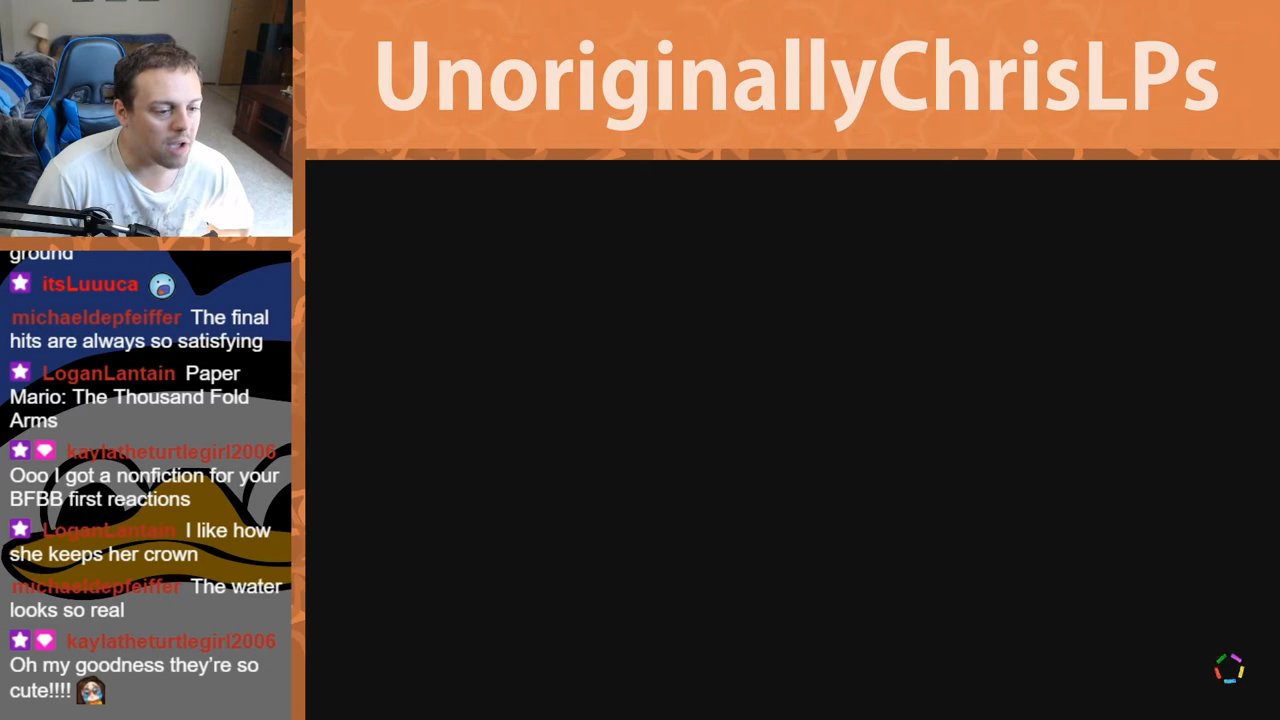 UnoriginallyChrisLPs
ground
itsLuuuca
michaeldepfeiffer The final
hits are always so satisfying
LoganLantain Paper
Mario: The Thousand Fold
Arms
kaylatheturtlegirl2006
Ooo I got a nonfiction for your
BFBB first reactions
LoganLantain I like how
she keeps her crown
michaeldepfeiffer The water
looks so real
kaylatheturtlegirl2006
Oh my goodness they're so
cute!!!!